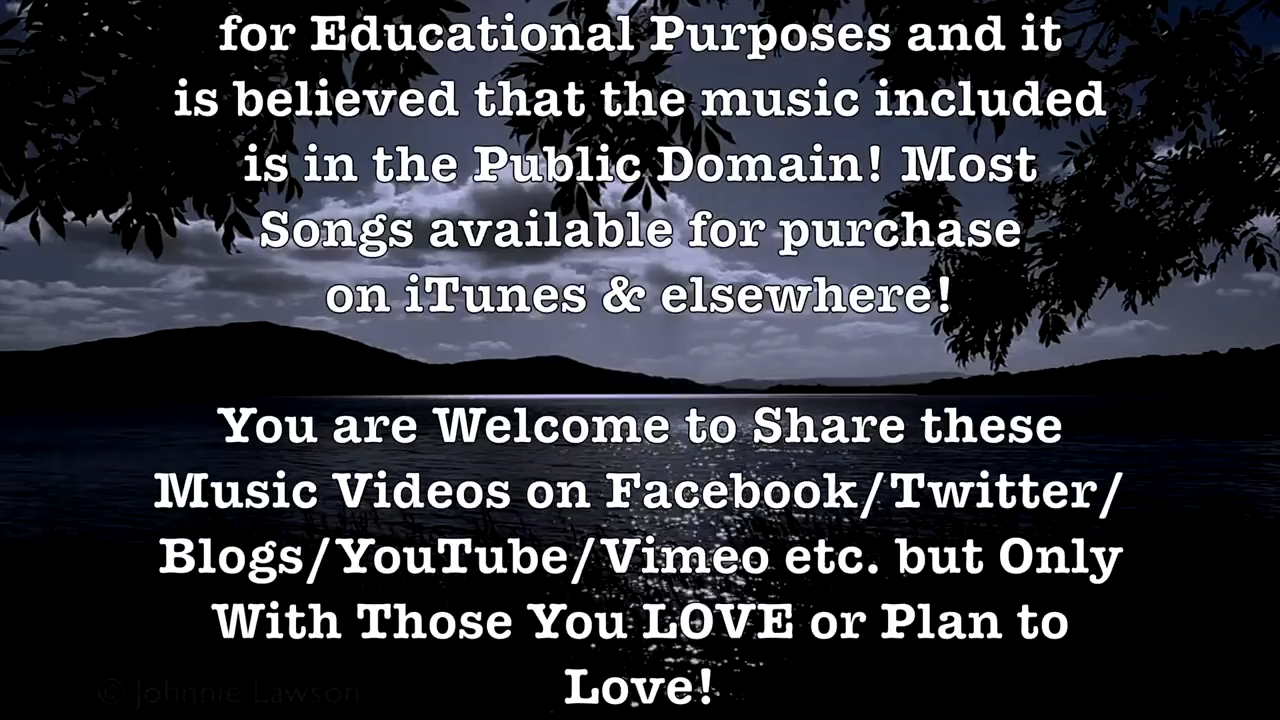 for Educational Purposes and it
is believed that the music included
is in the Public Domain! Most
Songs available for purchase
on iTunes & elsewhere!
You are Welcome to Share these
Music Videos on Facebook/Twitter/
Blogs/YouTube/Vimeo etc. but Only
With Those You LOVE or Plan to
Love!
© Johnnie Lawson